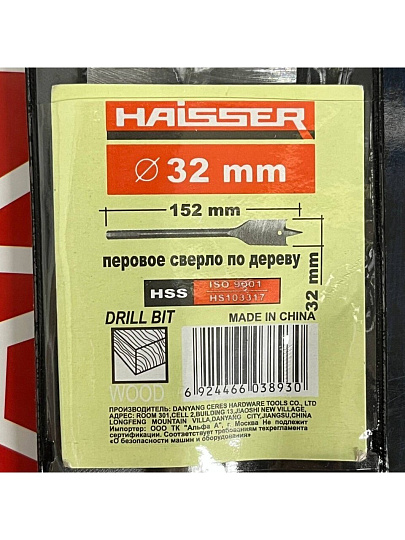 HAISSER
Ø 32 mm
152 mm
32 mm
перовое сверло по дереву
HSS
ISO 9001
HS103317
DRILL BIT
MADE IN CHINA
WOOD
6 924466 038930
ПРОИЗВОДИТЕЛЬ: DANYANG CERES HARDWARE TOOLS CO., LTD
АДРЕС: ROOM 301,CELL 2,BUILDING 13,JIAOSHI NEW VILLAGE,
LONGFENG MOUNTAIN VILLA,DANYANG CITY,JIANGSU,CHINA
Импортер: ООО ТК "Альфа А", г. Москва Не подлежит
сертификации. Соответствует требованиям техрегламента
«О безопасности машин и оборудования»